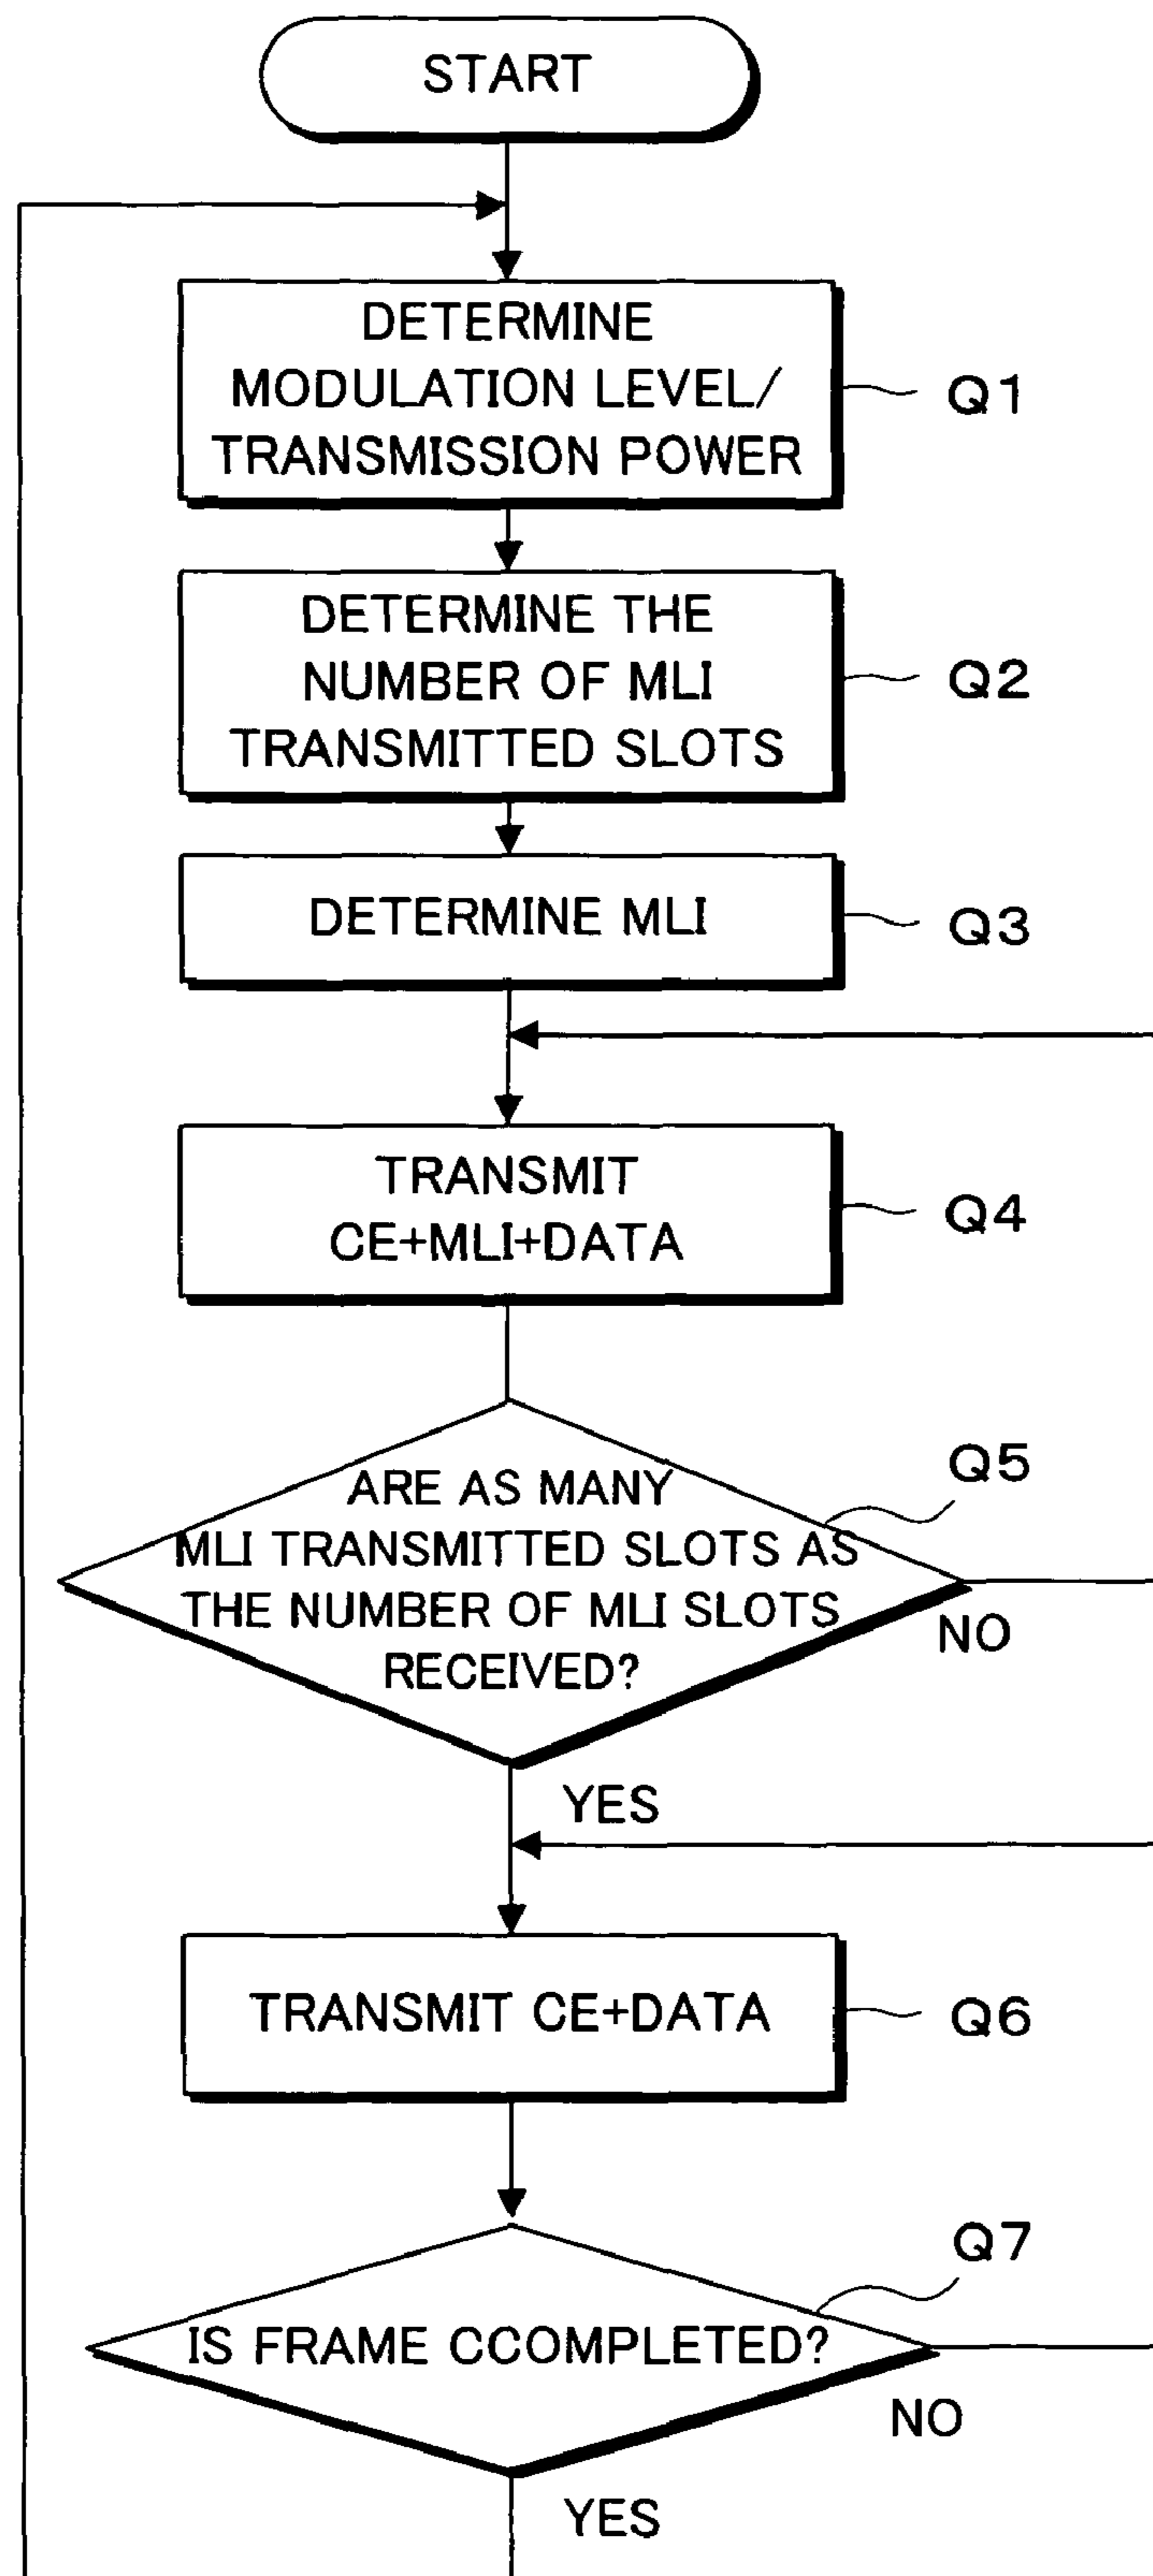 START
DETERMINE
MODULATION LEVEL/
TRANSMISSION POWER
Q1
DETERMINE THE
NUMBER OF MLI
TRANSMITTED SLOTS
Q2
DETERMINE MLI
Q3
TRANSMIT
CE+MLI+DATA
Q4
ARE AS MANY
MLI TRANSMITTED SLOTS AS
THE NUMBER OF MLI SLOTS
RECEIVED?
Q5
NO
YES
TRANSMIT CE+DATA
Q6
IS FRAME CCOMPLETED?
Q7
NO
YES